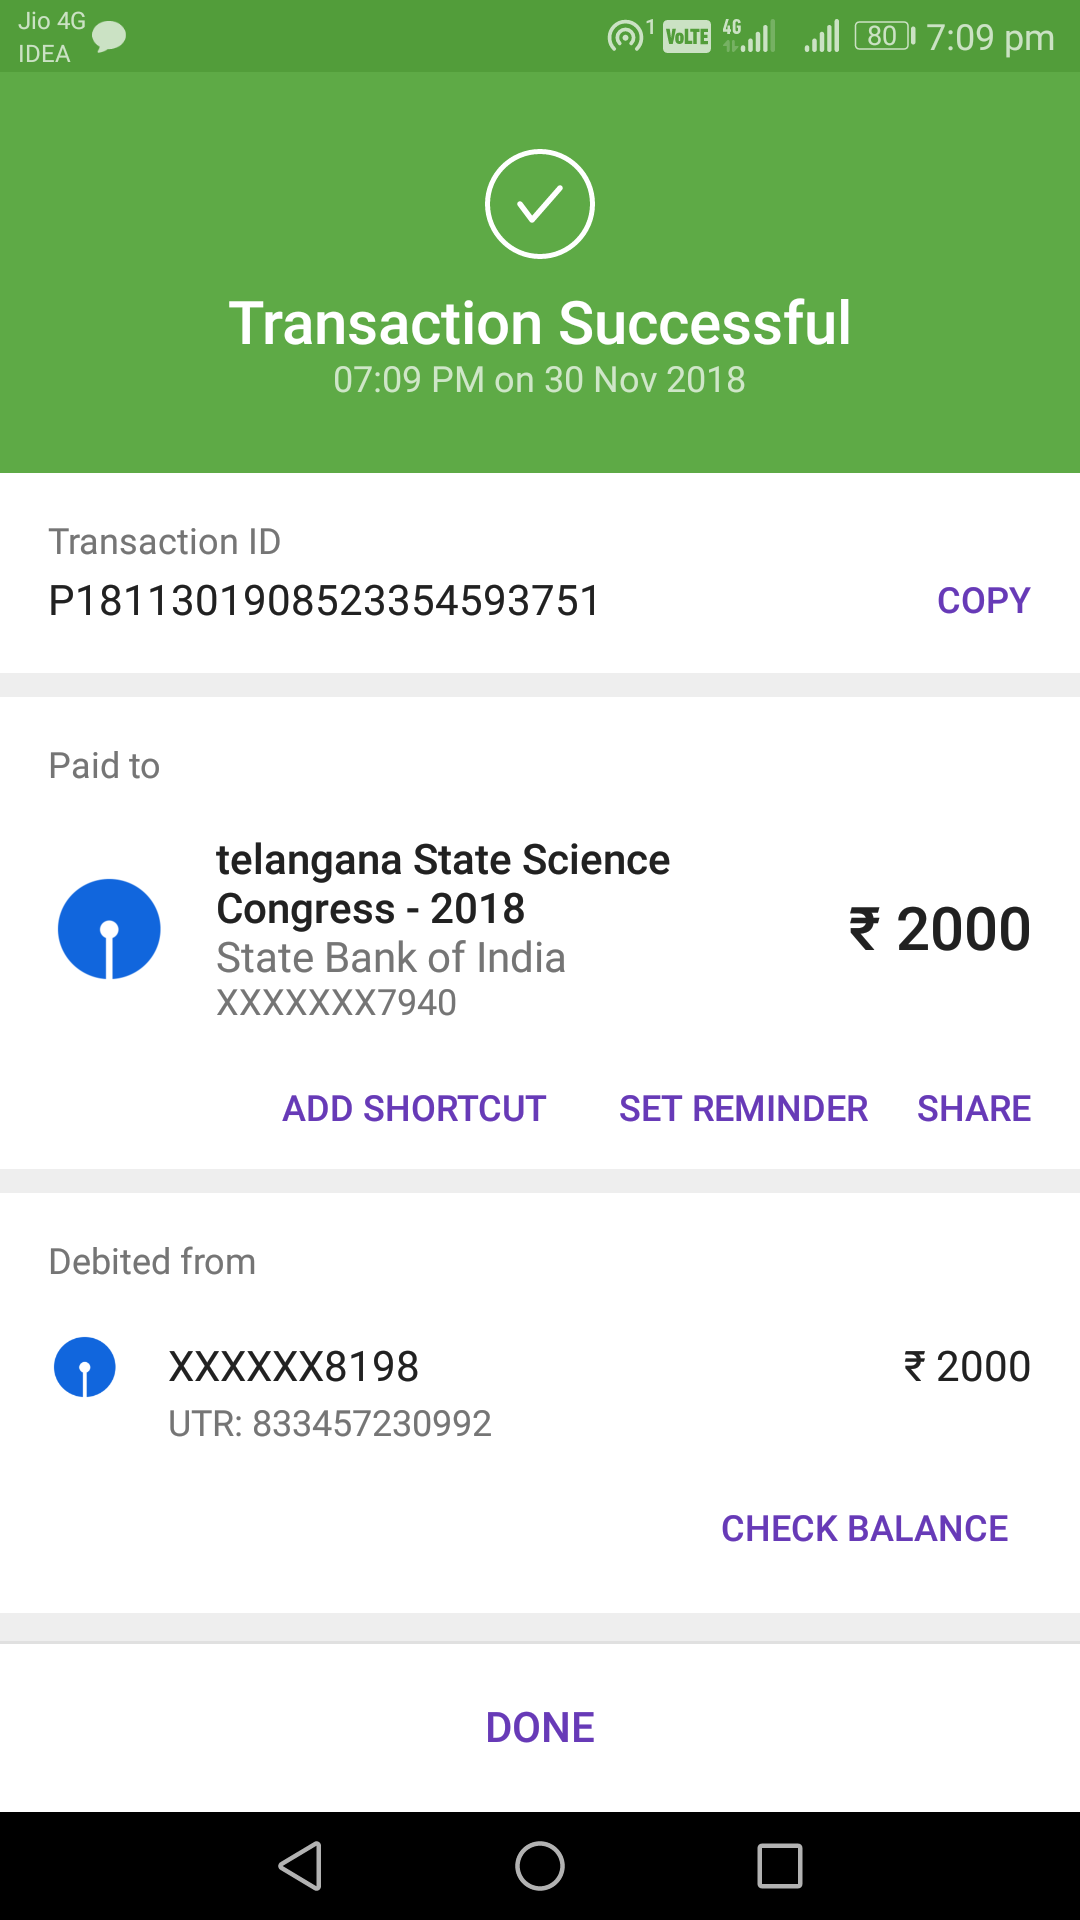 Jio 4G
IDEA
1 VoLTE 4G 80 7:09 pm
Transaction Successful
07:09 PM on 30 Nov 2018
Transaction ID
P1811301908523354593751 COPY
Paid to
telangana State Science
Congress - 2018
₹ 2000
State Bank of India
XXXXXXX7940
ADD SHORTCUT SET REMINDER SHARE
Debited from
XXXXXX8198 ₹ 2000
UTR: 833457230992
CHECK BALANCE
DONE